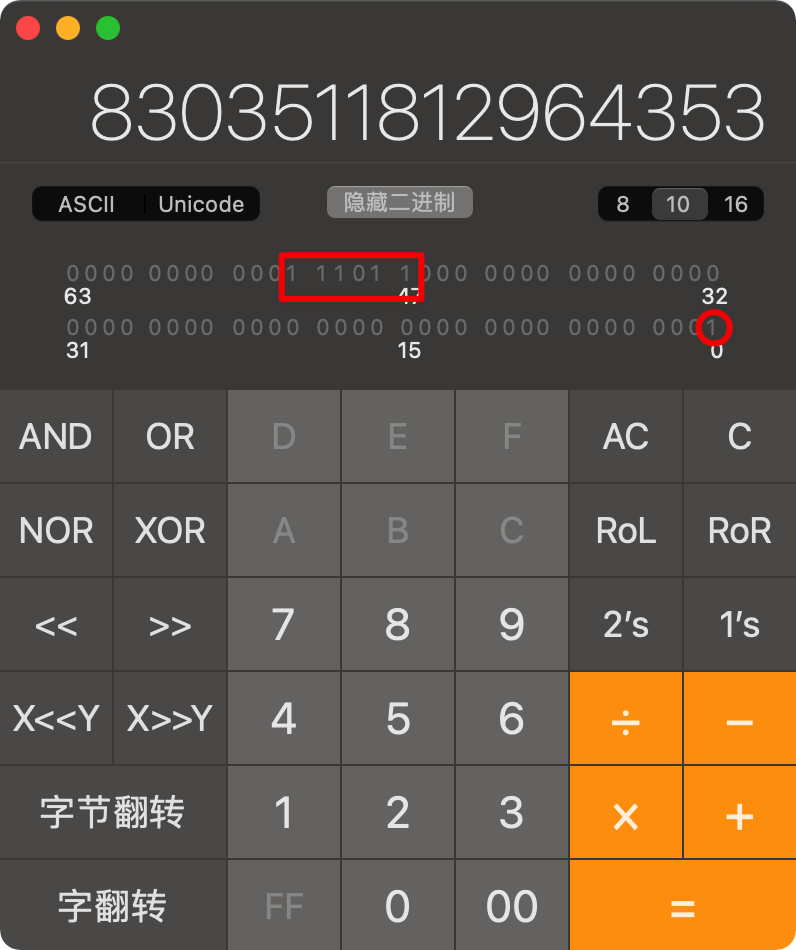 8303511812964353
ASCII Unicode 隐藏二进制 8 10 16
0000 0000 0001 1101 1000 0000 0000 0000
63 47 32
0000 0000 0000 0000 0000 0000 0000 0001
31 15 0
AND OR D E F AC C
NOR XOR A B C RoL RoR
<< >> 7 8 9 2's 1's
X<<Y X>>Y 4 5 6 ÷ −
字节翻转 1 2 3 × +
字翻转 FF 0 00 =